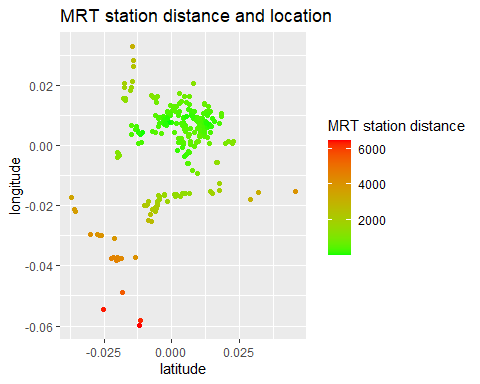 MRT station distance and location
longitude
0.02
0.00
-0.02
-0.04
-0.06
-0.025
0.000
0.025
latitude
MRT station distance
6000
4000
2000